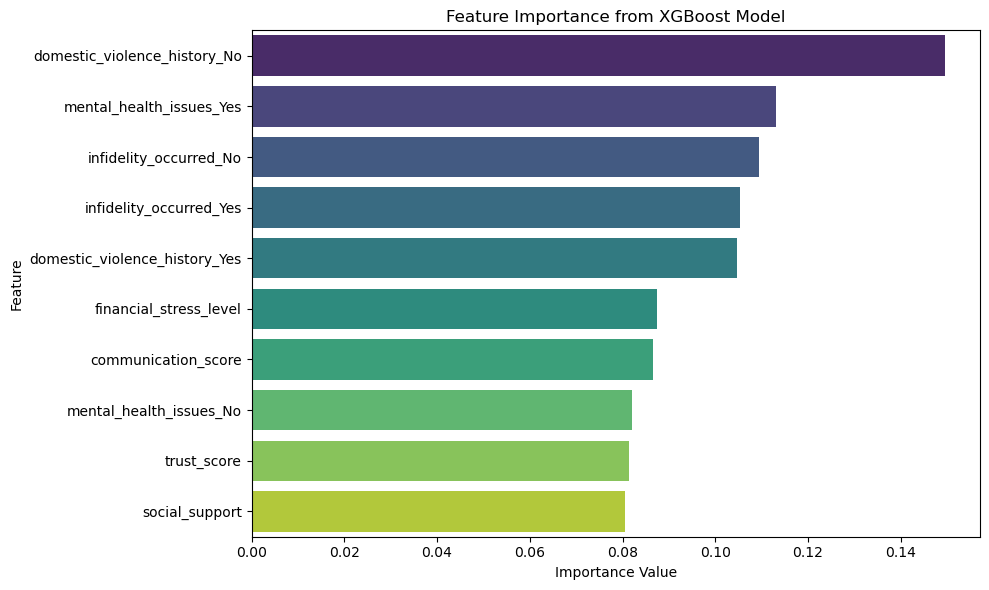 Feature Importance from XGBoost Model
domestic_violence_history_No
mental_health_issues_Yes
infidelity_occurred_No
infidelity_occurred_Yes
domestic_violence_history_Yes
financial_stress_level
communication_score
mental_health_issues_No
trust_score
social_support
Feature
0.00 0.02 0.04 0.06 0.08 0.10 0.12 0.14
Importance Value